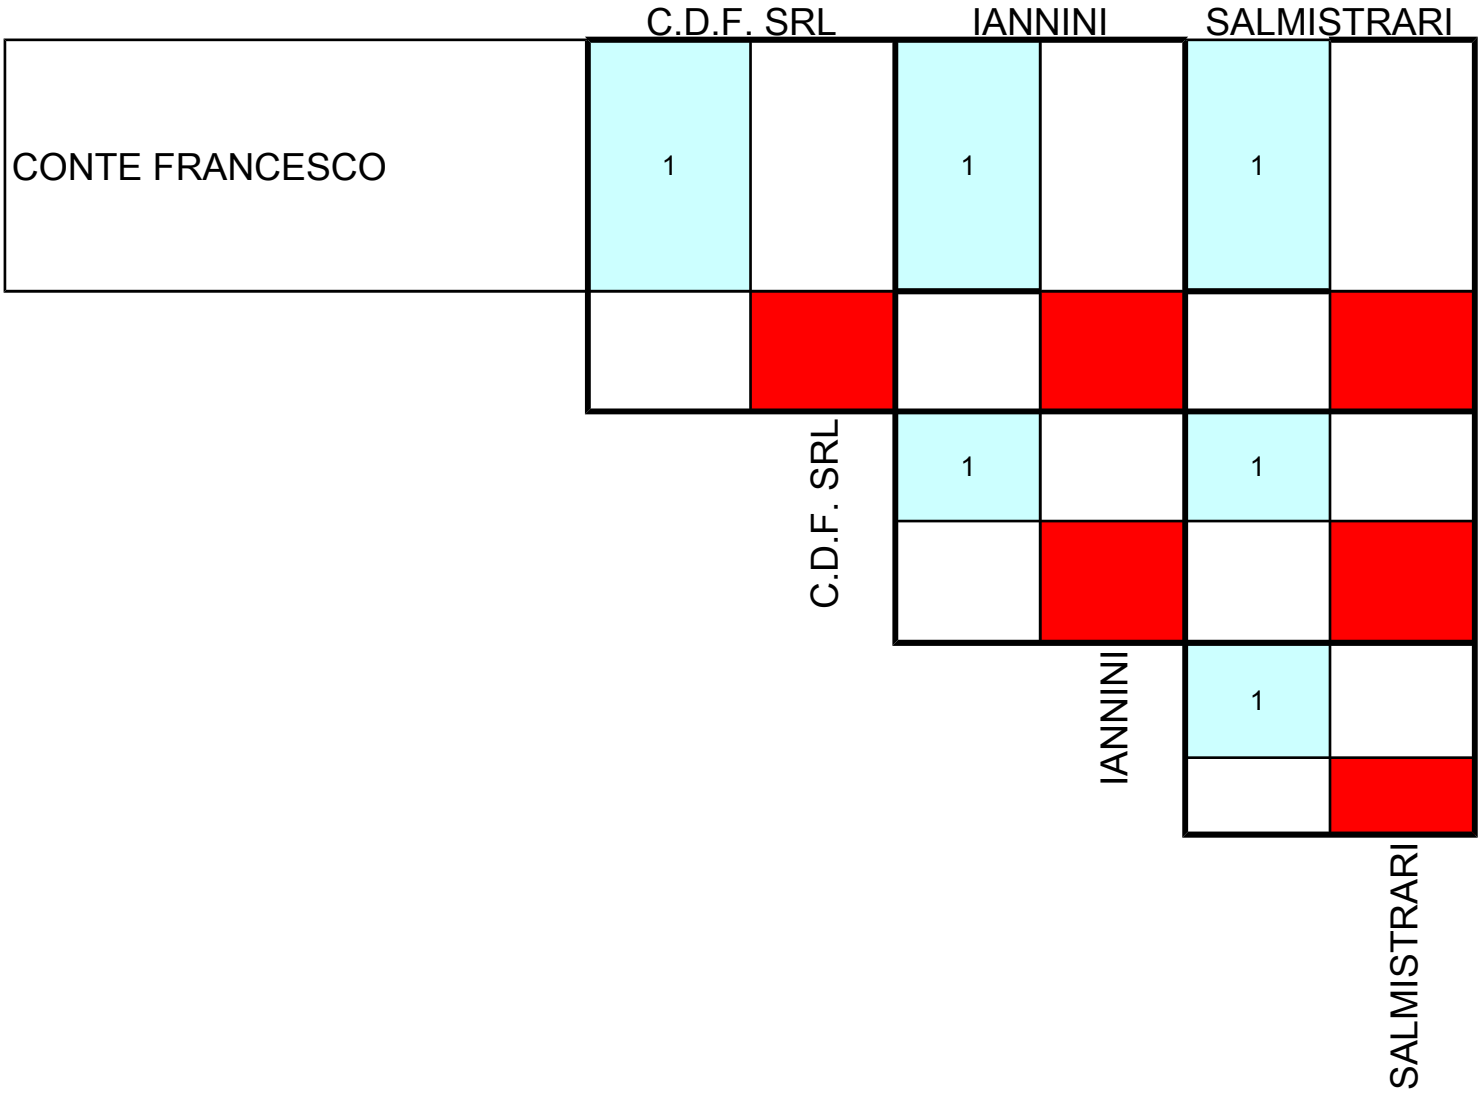 C.D.F. SRL IANNINI SALMISTRARI
CONTE FRANCESCO 1 1 1
C.D.F. SRL 1 1
IANNINI 1
SALMISTRARI